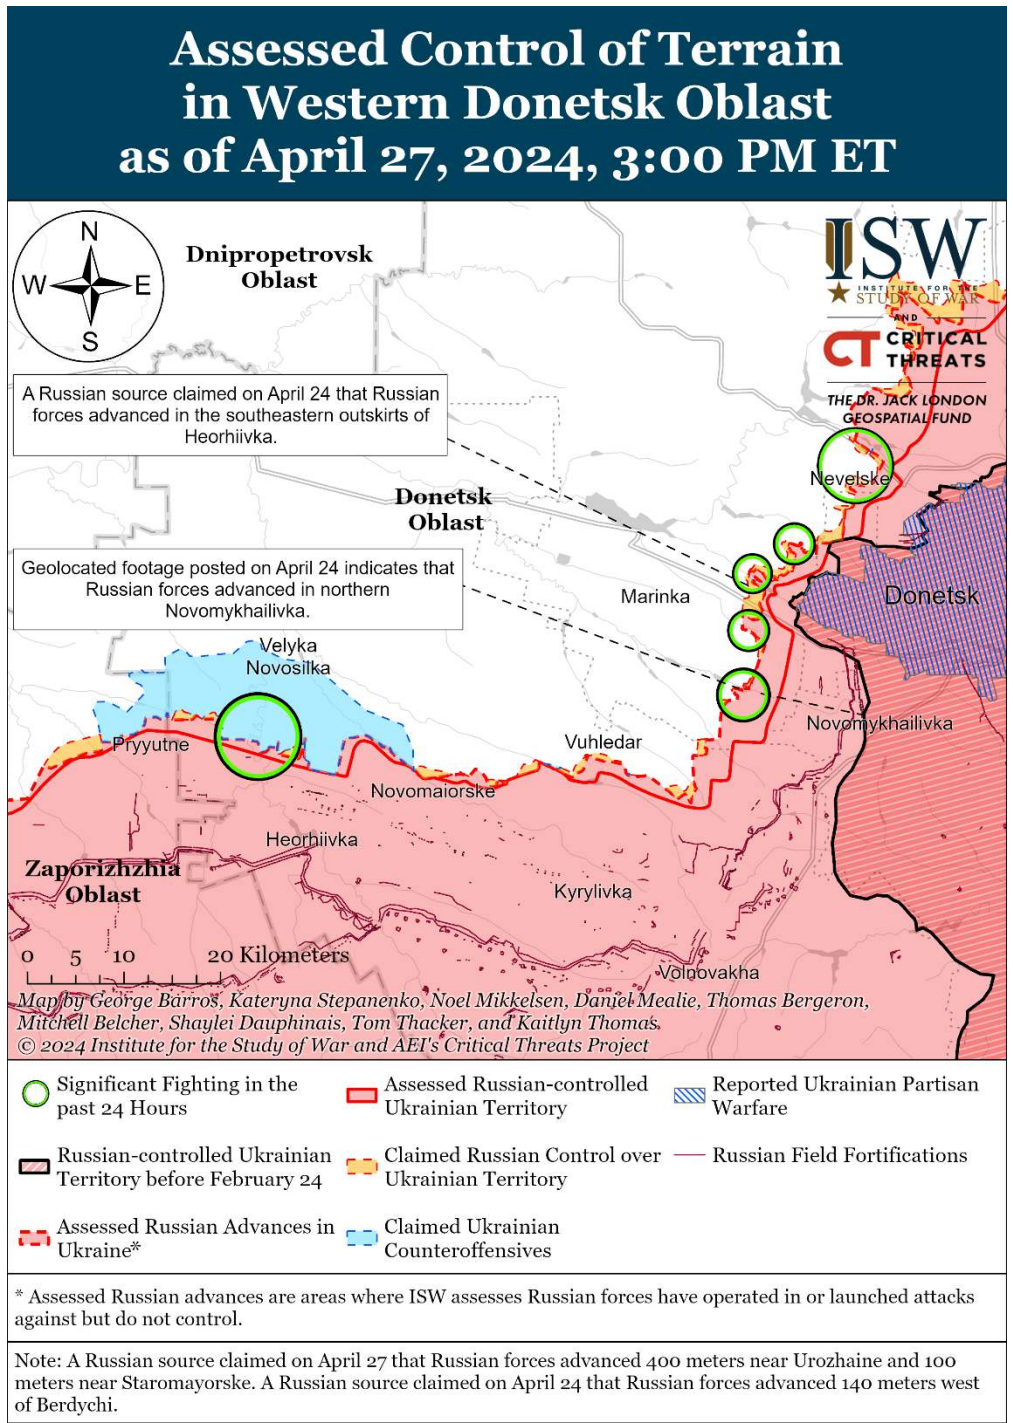 Assessed Control of Terrain
in Western Donetsk Oblast
as of April 27, 2024, 3:00 PM ET
N
W
E
S
Dnipropetrovsk
Oblast
ISW
INSTITUTE FOR THE
STUDY OF WAR
AND
CT CRITICAL
THREATS
THE DR. JACK LONDON
GEOSPATIAL FUND
A Russian source claimed on April 24 that Russian
forces advanced in the southeastern outskirts of
Heorhiivka.
Nevelske
Donetsk
Oblast
Geolocated footage posted on April 24 indicates that
Russian forces advanced in northern
Novomykhailivka.
Marinka
Donetsk
Velyka
Novosilka
Pryyutne
Vuhledar
Novomykhailivka
Novomaiorske
Heorhiivka
Zaporizhzhia
Oblast
Kyrylivka
Volnovakha
0 5 10 20 Kilometers
Map by George Barros, Kateryna Stepanenko, Noel Mikkelsen, Daniel Mealie, Thomas Bergeron,
Mitchell Belcher, Shaylei Dauphinais, Tom Thacker, and Kaitlyn Thomas.
© 2024 Institute for the Study of War and AEI's Critical Threats Project
Significant Fighting in the
past 24 Hours
Assessed Russian-controlled
Ukrainian Territory
Reported Ukrainian Partisan
Warfare
Russian-controlled Ukrainian
Territory before February 24
Claimed Russian Control over
Ukrainian Territory
Russian Field Fortifications
Assessed Russian Advances in
Ukraine*
Claimed Ukrainian
Counteroffensives
* Assessed Russian advances are areas where ISW assesses Russian forces have operated in or launched attacks
against but do not control.
Note: A Russian source claimed on April 27 that Russian forces advanced 400 meters near Urozhaine and 100
meters near Staromayorske. A Russian source claimed on April 24 that Russian forces advanced 140 meters west
of Berdychi.